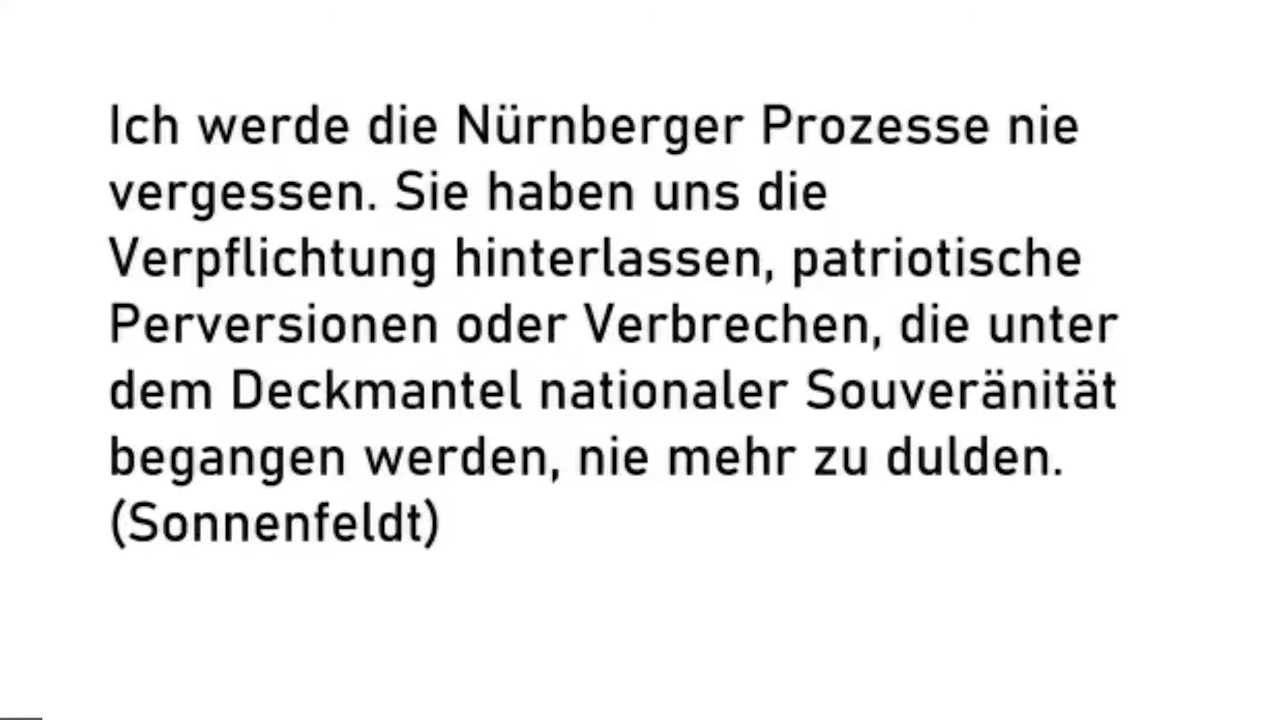 Ich werde die Nürnberger Prozesse nie
vergessen. Sie haben uns die
Verpflichtung hinterlassen, patriotische
Perversionen oder Verbrechen, die unter
dem Deckmantel nationaler Souveränität
begangen werden, nie mehr zu dulden.
(Sonnenfeldt)